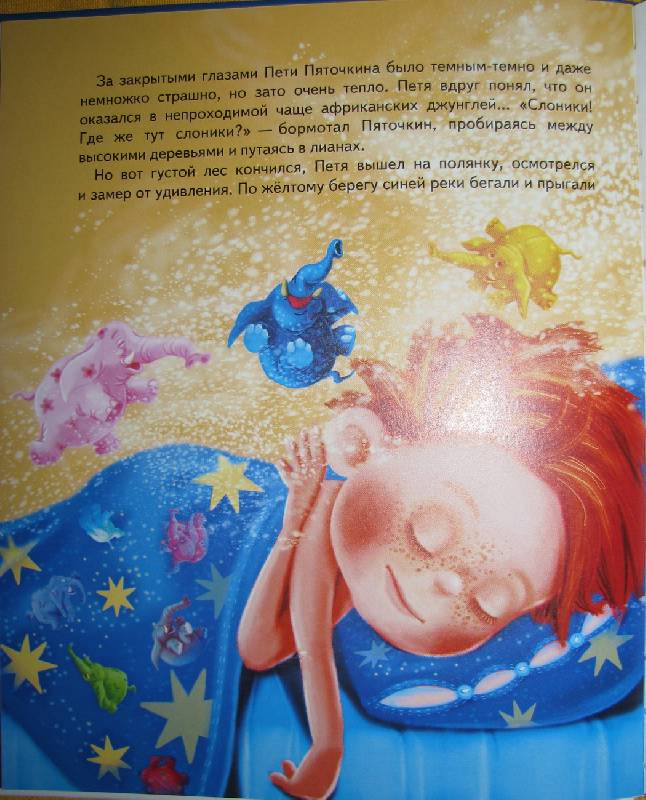 За закрытыми глазами Пети Пяточкина было темным-темно и даже
немножко страшно, но зато очень тепло. Петя вдруг понял, что он
оказался в непроходимой чаще африканских джунглей... «Слоники!
Где же тут слоники?» — бормотал Пяточкин, пробираясь между
высокими деревьями и путаясь в лианах.
Но вот густой лес кончился, Петя вышел на полянку, осмотрелся
и замер от удивления. По жёлтому берегу синей реки бегали и прыгали